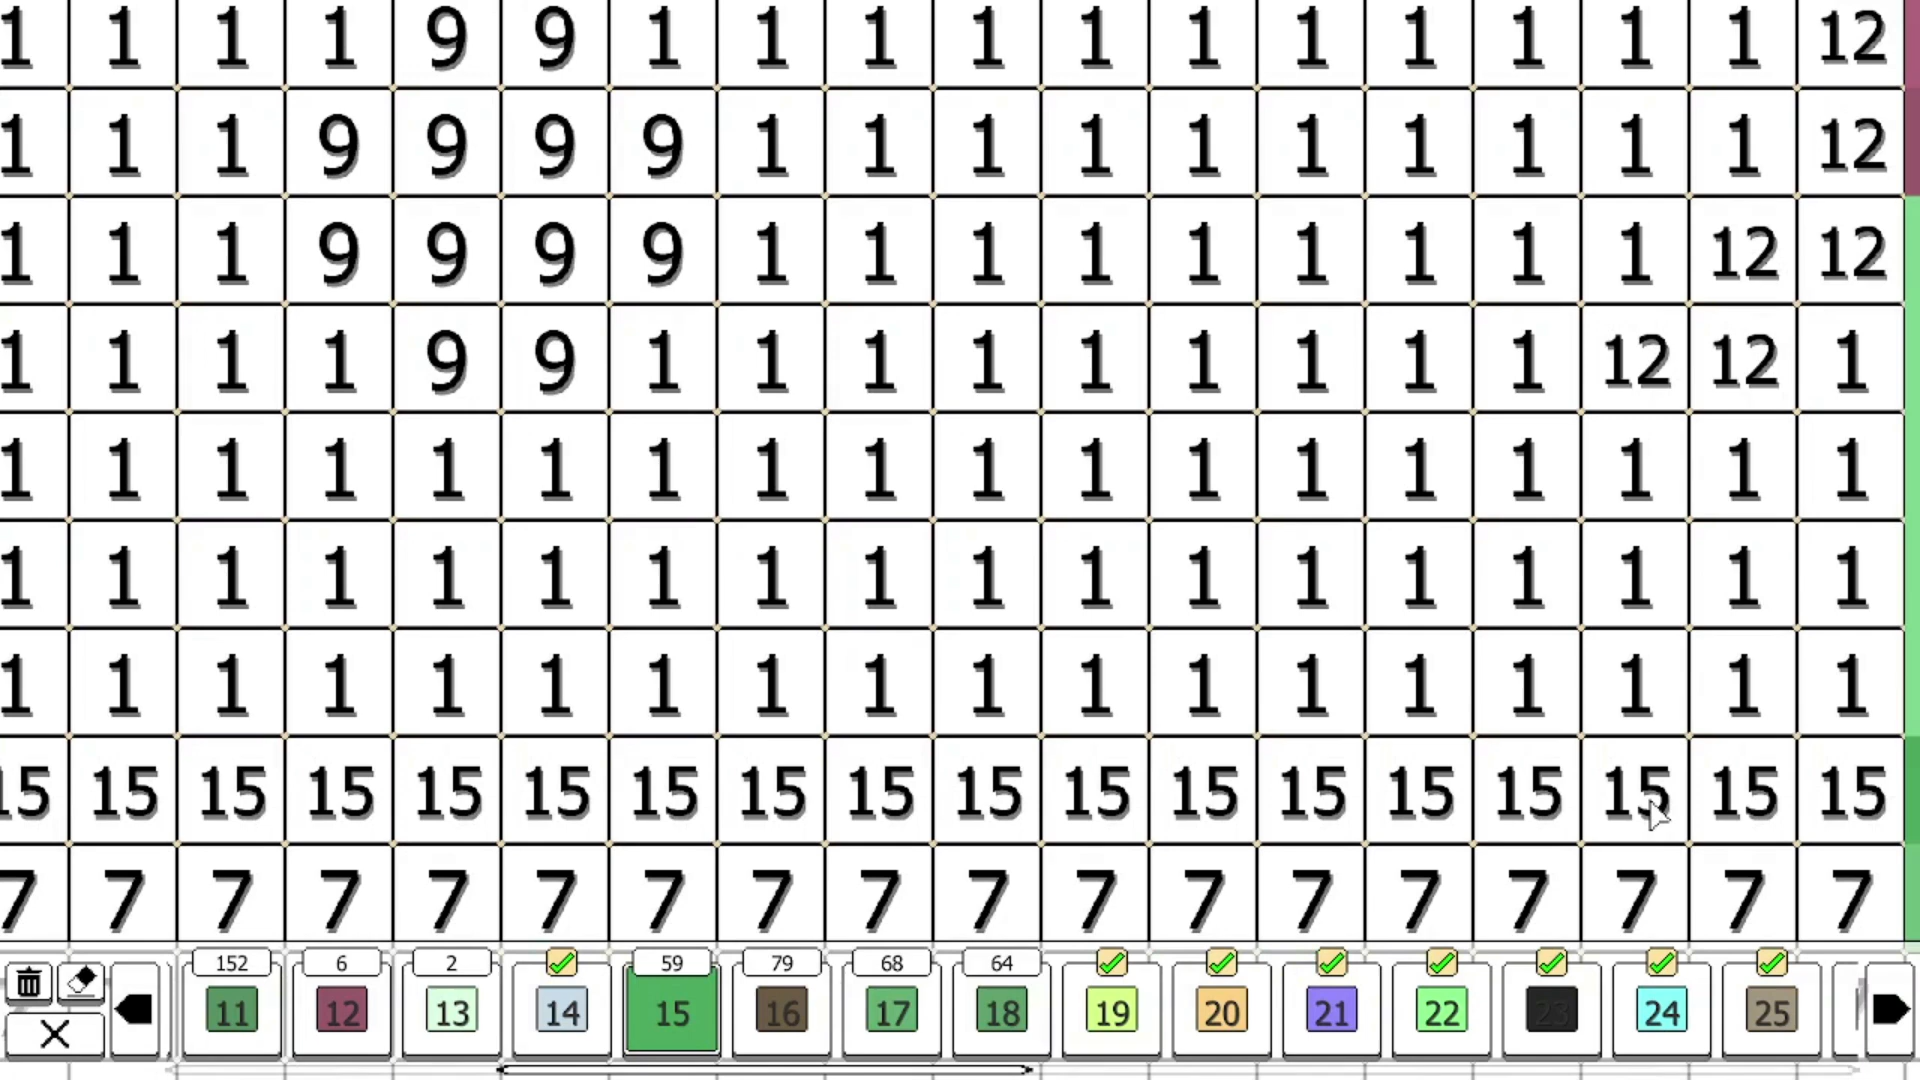 1 1 1 1 9 9 1 1 1 1 1 1 1 1 1 1 1 12
1 1 1 9 9 9 9 1 1 1 1 1 1 1 1 1 1 12
1 1 1 9 9 9 9 1 1 1 1 1 1 1 1 1 12 12
1 1 1 1 9 9 1 1 1 1 1 1 1 1 1 12 12 1
1 1 1 1 1 1 1 1 1 1 1 1 1 1 1 1 1 1
1 1 1 1 1 1 1 1 1 1 1 1 1 1 1 1 1 1
1 1 1 1 1 1 1 1 1 1 1 1 1 1 1 1 1 1
15 15 15 15 15 15 15 15 15 15 15 15 15 15 15 15 15 15
7 7 7 7 7 7 7 7 7 7 7 7 7 7 7 7 7 7
152 6 2 59 79 68 64
11 12 13 14 15 16 17 18 19 20 21 22 23 24 25